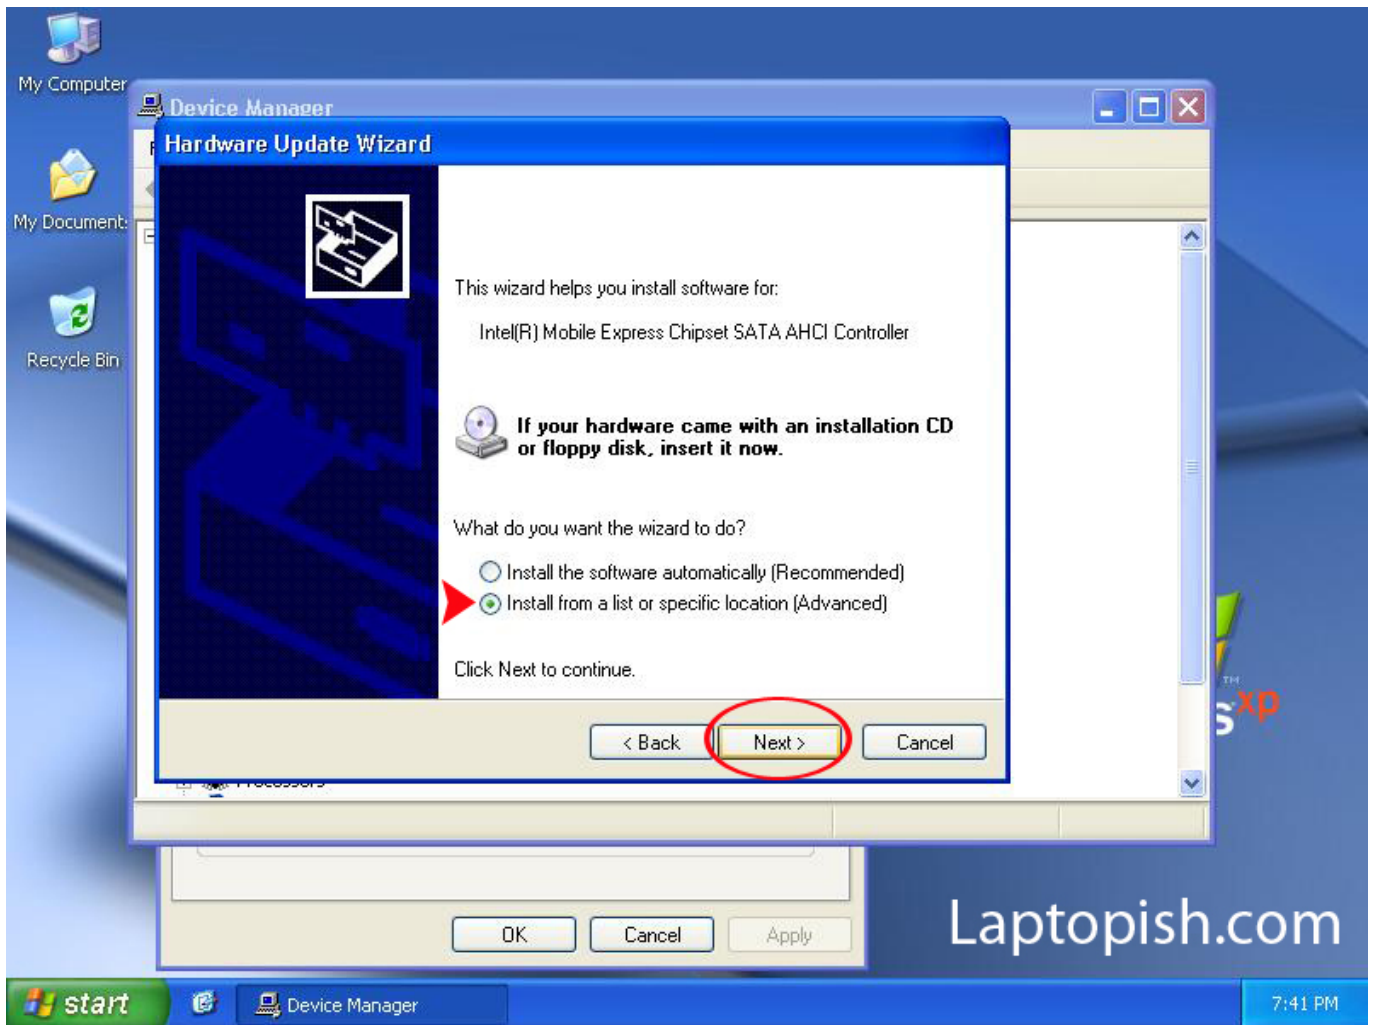 My Computer
Device Manager
Hardware Update Wizard
My Document
This wizard helps you install software for:
Intel(R) Mobile Express Chipset SATA AHCI Controller
Recycle Bin
If your hardware came with an installation CD
or floppy disk, insert it now.
What do you want the wizard to do?
Install the software automatically (Recommended)
Install from a list or specific location (Advanced)
Click Next to continue.
TM
s xp
< Back
Next >
Cancel
Processors
OK
Cancel
Apply
Laptopish.com
start
Device Manager
7:41 PM